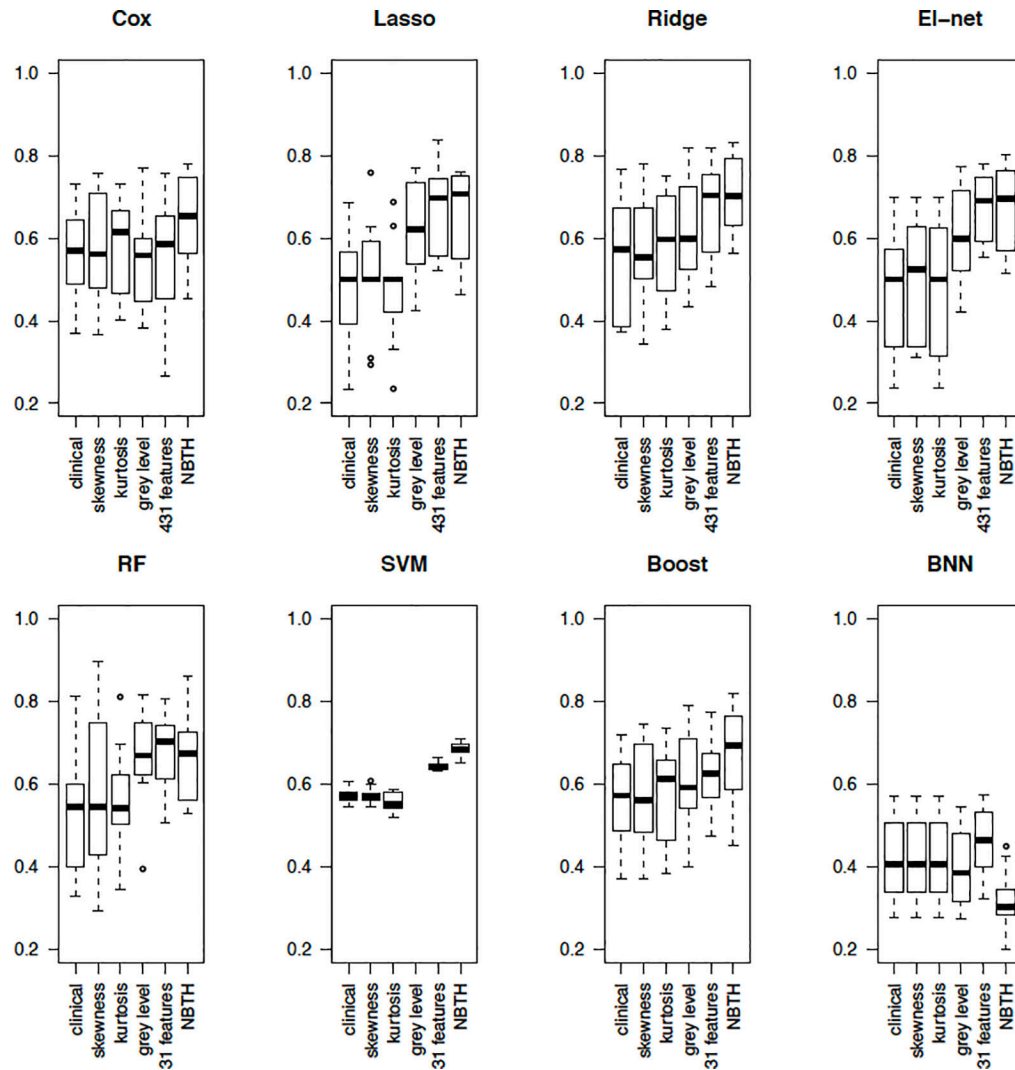 Cox Lasso Ridge El-net
1.0 1.0 1.0 1.0
0.8 0.8 0.8 0.8
0.6 0.6 0.6 0.6
0.4 0.4 0.4 0.4
0.2 0.2 0.2 0.2
clinical skewness kurtosis grey level 431 features NBTH clinical skewness kurtosis grey level 431 features NBTH clinical skewness kurtosis grey level 431 features NBTH clinical skewness kurtosis grey level 431 features NBTH
RF SVM Boost BNN
1.0 1.0 1.0 1.0
0.8 0.8 0.8 0.8
0.6 0.6 0.6 0.6
0.4 0.4 0.4 0.4
0.2 0.2 0.2 0.2
clinical skewness kurtosis grey level 31 features NBTH clinical skewness kurtosis grey level 31 features NBTH clinical skewness kurtosis grey level 31 features NBTH clinical skewness kurtosis grey level 31 features NBTH